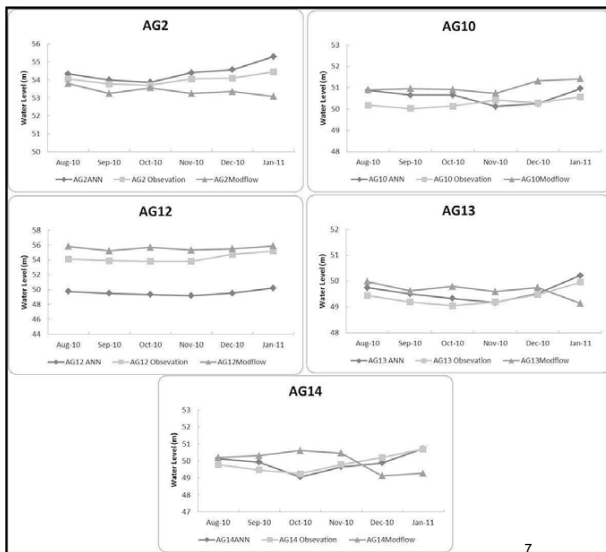 AG2
Water Level (m)
56
55
54
53
52
51
50
Aug-10 Sep-10 Oct-10 Nov-10 Dec-10 Jan-11
AG2ANN AG2 Obsevation AG2Modflow
AG10
Water Level (m)
53
52
51
50
49
48
Aug-10 Sep-10 Oct-10 Nov-10 Dec-10 Jan-11
AG10 ANN AG10 Obsevation AG10Modflow
AG12
Water Level (m)
58
56
54
52
50
48
46
44
Aug-10 Sep-10 Oct-10 Nov-10 Dec-10 Jan-11
AG12 ANN AG12 Obsevation AG12Modflow
AG13
Water Level (m)
52
51
50
49
48
Aug-10 Sep-10 Oct-10 Nov-10 Dec-10 Jan-11
AG13 ANN AG13 Obsevation AG13Modflow
AG14
Water Level (m)
53
52
51
50
49
48
47
Aug-10 Sep-10 Oct-10 Nov-10 Dec-10 Jan-11
AG14ANN AG14 Obsevation AG14Modflow
7